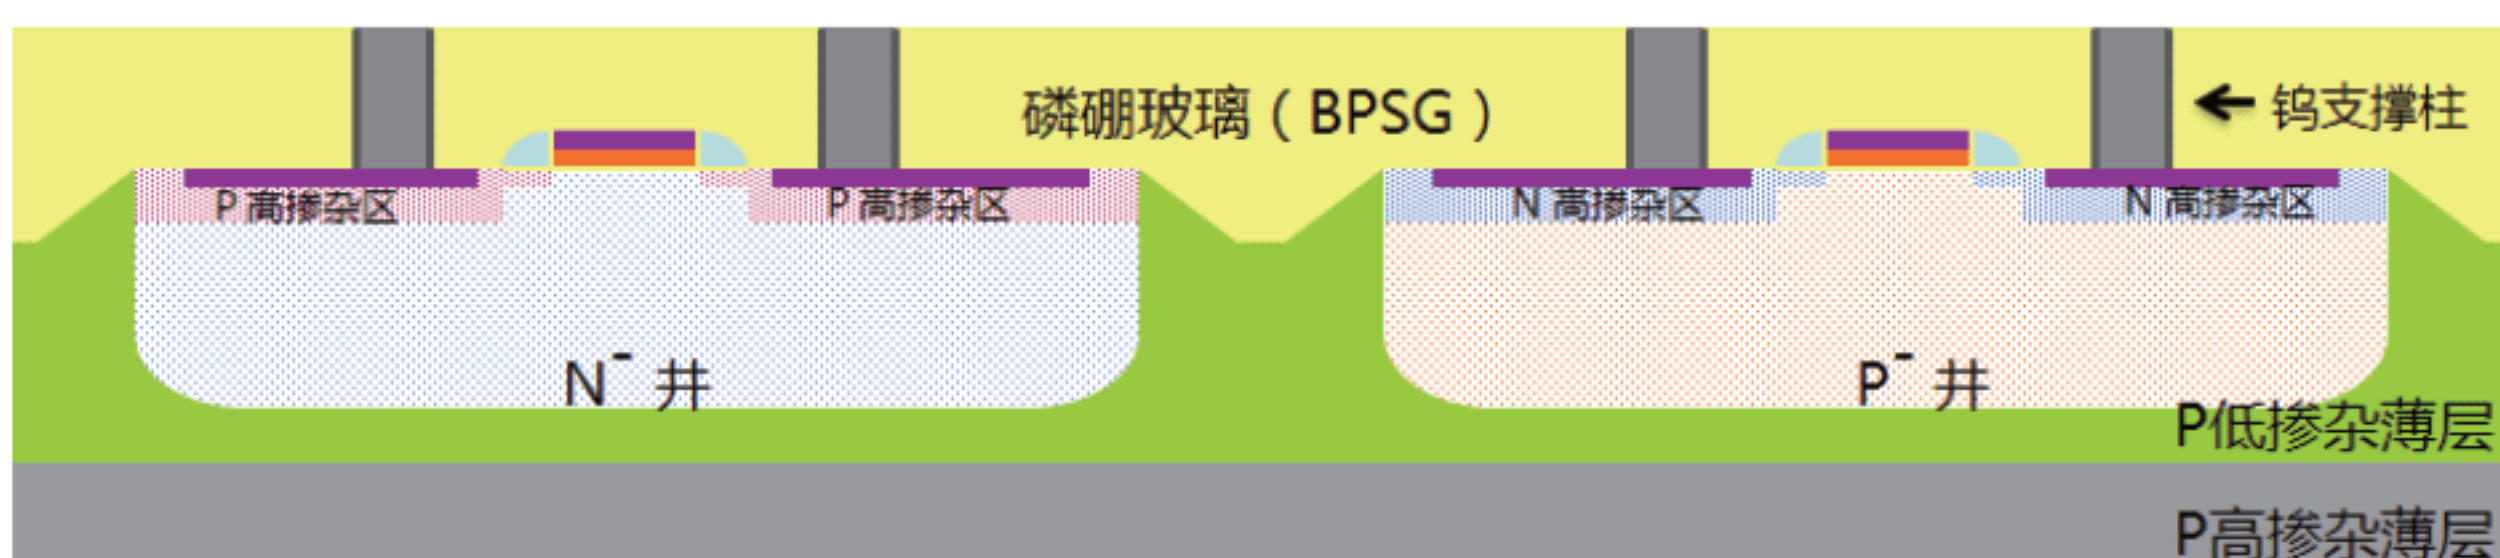 磷硼玻璃（BPSG）
钨支撑柱
P 高掺杂区
P 高掺杂区
N 高掺杂区
N 高掺杂区
N⁻ 井
P⁻ 井
P低掺杂薄层
P高掺杂薄层